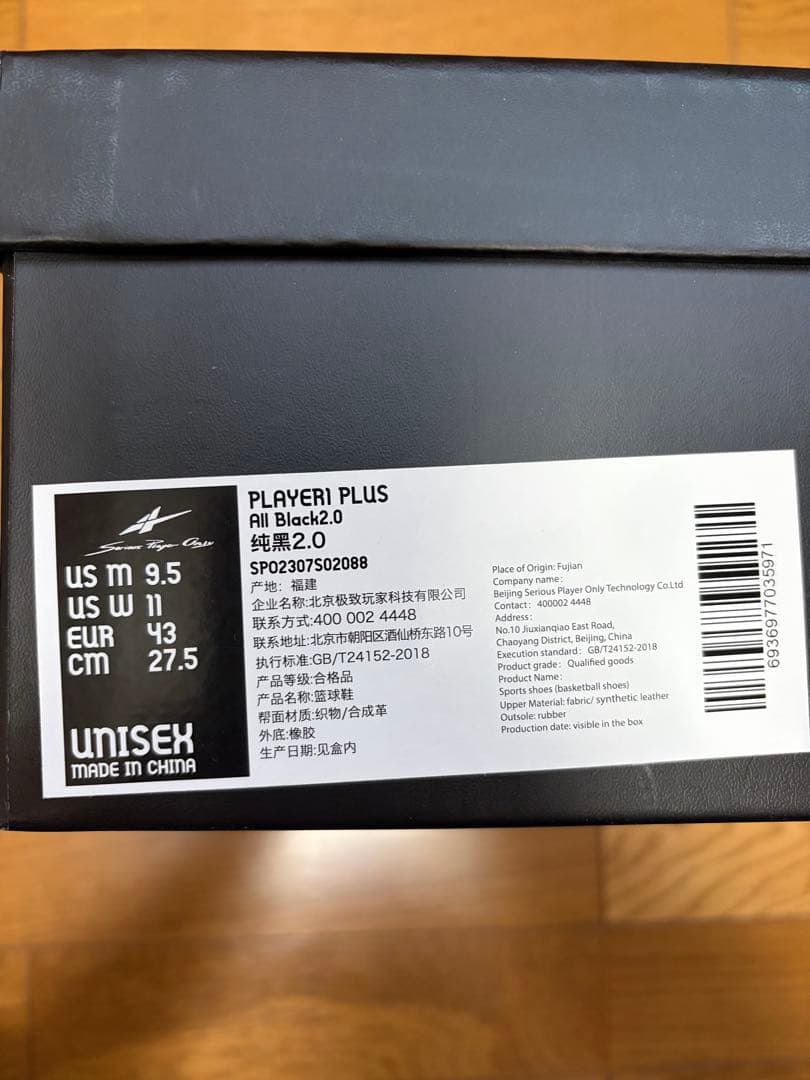 Serious Player Only
US M 9.5
US W 11
EUR 43
CM 27.5
UNISEX
MADE IN CHINA
PLAYER1 PLUS
All Black2.0
纯黑2.0
SPO2307S02088
产地: 福建
企业名称:北京极致玩家科技有限公司
联系方式:400 002 4448
联系地址:北京市朝阳区酒仙桥东路10号
执行标准:GB/T24152-2018
产品等级:合格品
产品名称:篮球鞋
帮面材质:织物/合成革
外底:橡胶
生产日期:见盒内
Place of Origin: Fujian
Company name:
Beijing Serious Player Only Technology Co.Ltd
Contact: 400002 4448
Address:
No.10 Jiuxianqiao East Road,
Chaoyang District, Beijing, China
Execution standard: GB/T24152-2018
Product grade: Qualified goods
Product Name:
Sports shoes (basketball shoes)
Upper Material: fabric/ synthetic leather
Outsole: rubber
Production date: visible in the box
6936977035971